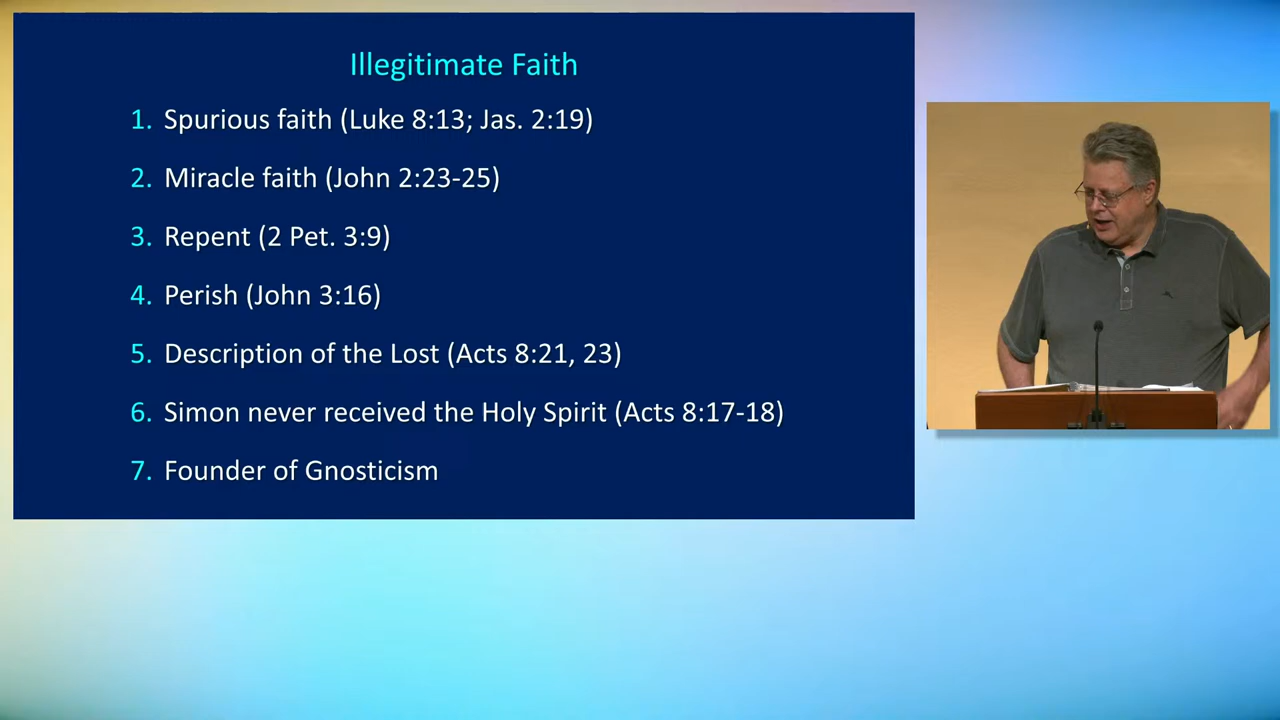 Illegitimate Faith
1. Spurious faith (Luke 8:13; Jas. 2:19)
2. Miracle faith (John 2:23-25)
3. Repent (2 Pet. 3:9)
4. Perish (John 3:16)
5. Description of the Lost (Acts 8:21, 23)
6. Simon never received the Holy Spirit (Acts 8:17-18)
7. Founder of Gnosticism